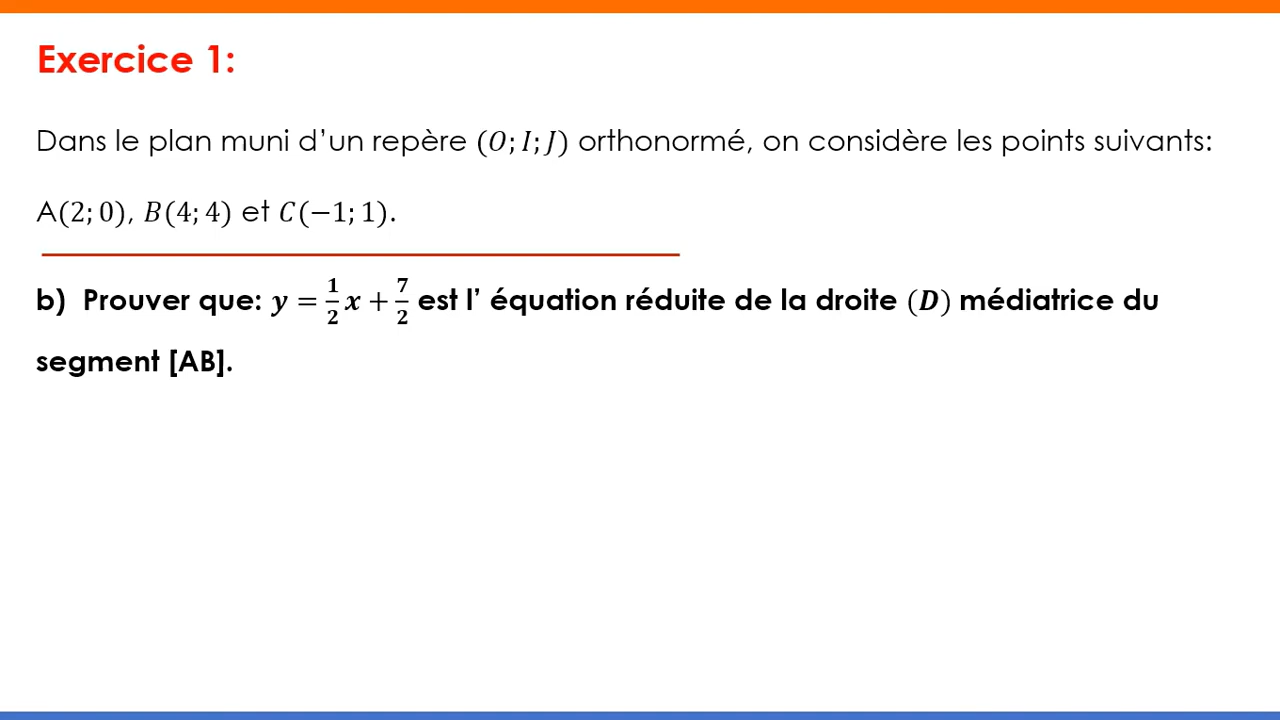 Exercice 1:
Dans le plan muni d’un repère (O; I; J) orthonormé, on considère les points suivants:
A(2; 0), B(4; 4) et C(−1; 1).
b) Prouver que: y = 1/2 x + 7/2 est l’ équation réduite de la droite (D) médiatrice du
segment [AB].